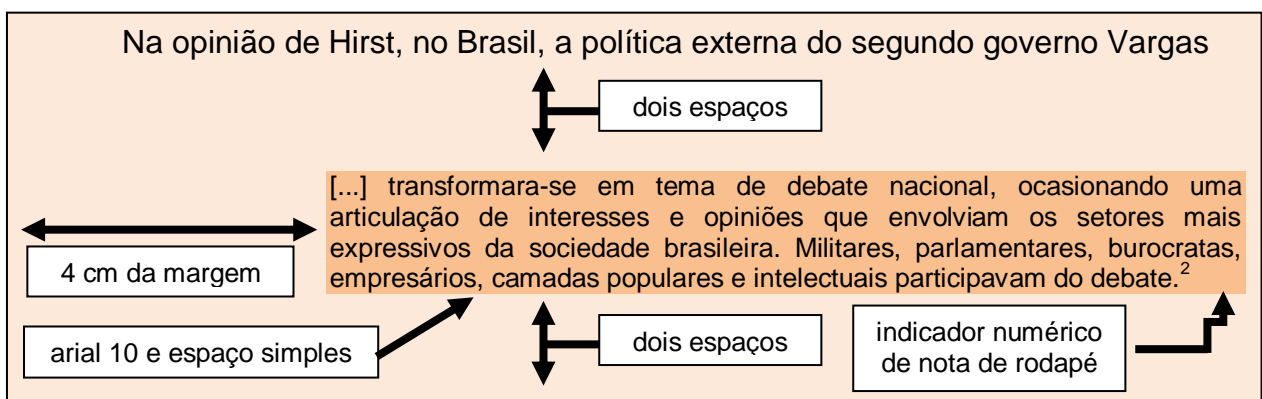 Na opinião de Hirst, no Brasil, a política externa do segundo governo Vargas
dois espaços
[...] transformara-se em tema de debate nacional, ocasionando uma
articulação de interesses e opiniões que envolviam os setores mais
expressivos da sociedade brasileira. Militares, parlamentares, burocratas,
empresários, camadas populares e intelectuais participavam do debate.2
4 cm da margem
arial 10 e espaço simples
dois espaços
indicador numérico
de nota de rodapé